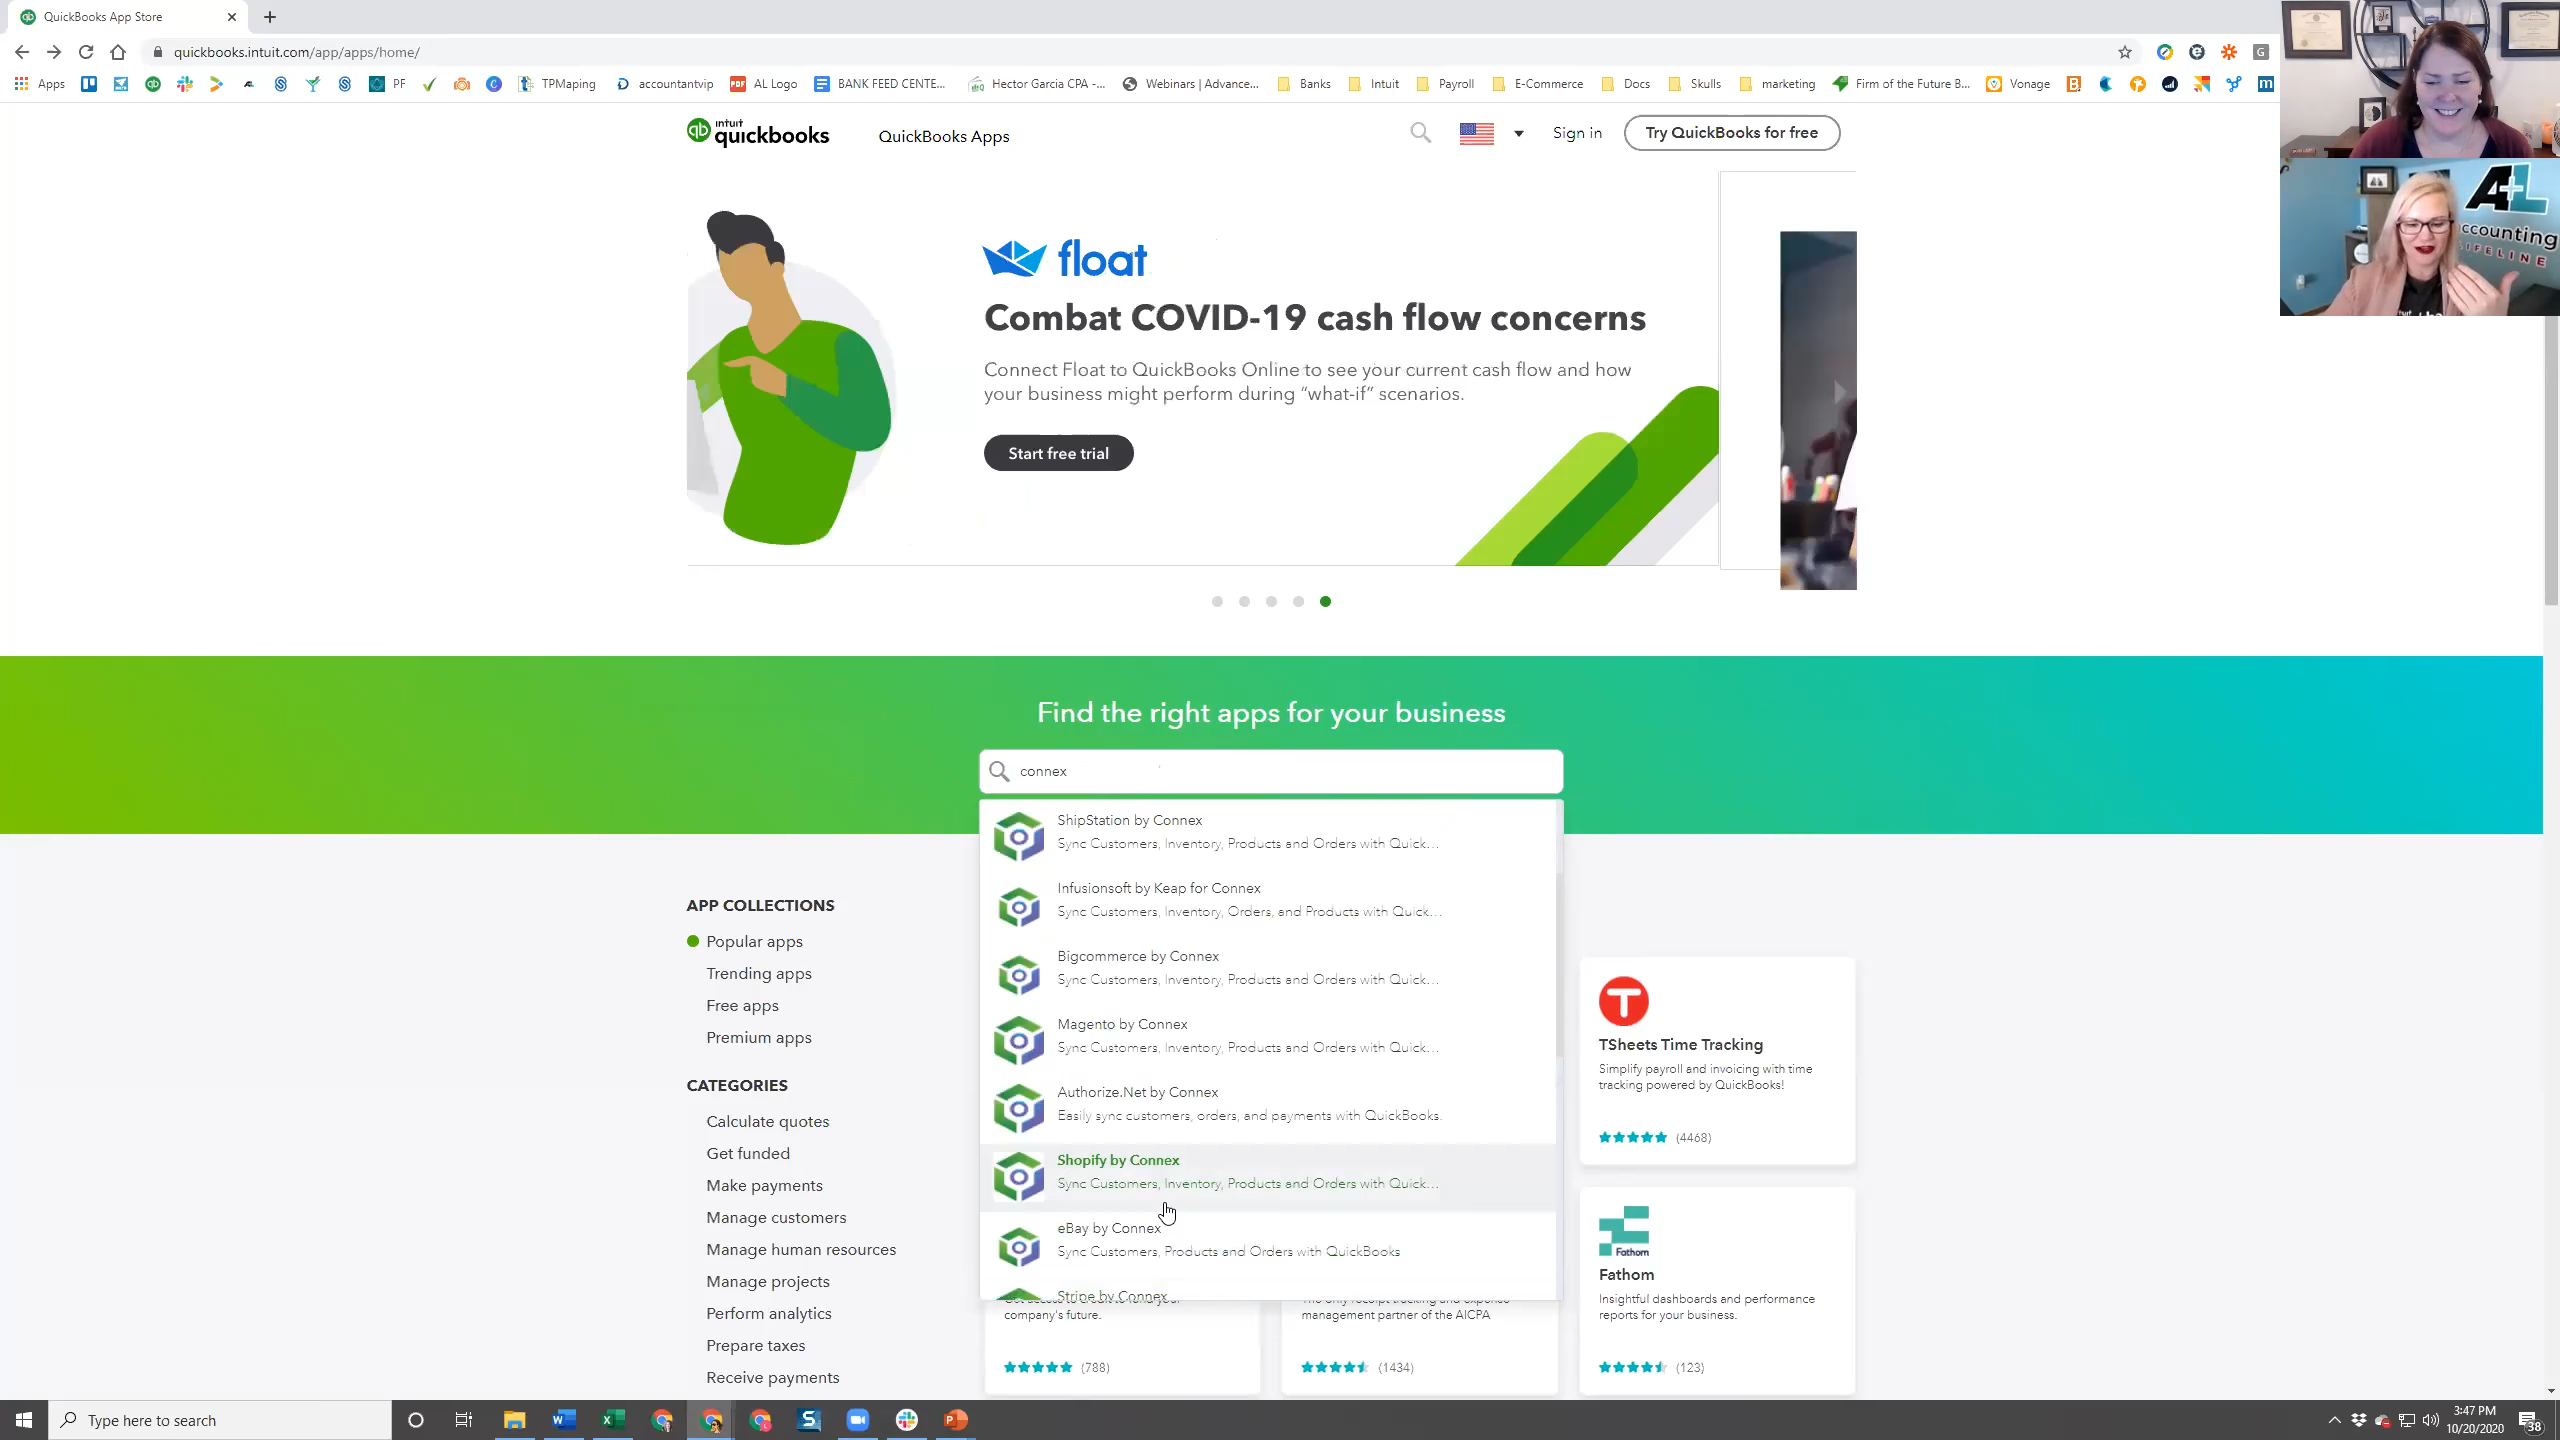 QuickBooks App Store
quickbooks.intuit.com/app/apps/home/
Apps
PF
TPMaping
accountantvip
PDF
AL Logo
BANK FEED CENTE...
Hector Garcia CPA -...
Webinars | Advance...
Banks
Intuit
Payroll
E-Commerce
Docs
Skulls
marketing
Firm of the Future B...
Vonage
intuit
quickbooks
QuickBooks Apps
Sign in
Try QuickBooks for free
A+L
ccounting
LIFELINE
float
Combat COVID-19 cash flow concerns
Connect Float to QuickBooks Online to see your current cash flow and how
your business might perform during “what-if” scenarios.
Start free trial
Find the right apps for your business
connex
ShipStation by Connex
Sync Customers, Inventory, Products and Orders with Quick...
Infusionsoft by Keap for Connex
Sync Customers, Inventory, Orders, and Products with Quick...
Bigcommerce by Connex
Sync Customers, Inventory, Products and Orders with Quick...
Magento by Connex
Sync Customers, Inventory, Products and Orders with Quick...
Authorize.Net by Connex
Easily sync customers, orders, and payments with QuickBooks.
Shopify by Connex
Sync Customers, Inventory, Products and Orders with Quick...
eBay by Connex
Sync Customers, Products and Orders with QuickBooks
Stripe by Connex
APP COLLECTIONS
Popular apps
Trending apps
Free apps
Premium apps
CATEGORIES
Calculate quotes
Get funded
Make payments
Manage customers
Manage human resources
Manage projects
Perform analytics
Prepare taxes
Receive payments
company's future.
(788)
management partner of the AICPA
(1434)
TSheets Time Tracking
Simplify payroll and invoicing with time
tracking powered by QuickBooks!
(4468)
Fathom
Fathom
Insightful dashboards and performance
reports for your business.
(123)
Type here to search
3:47 PM
10/20/2020
38